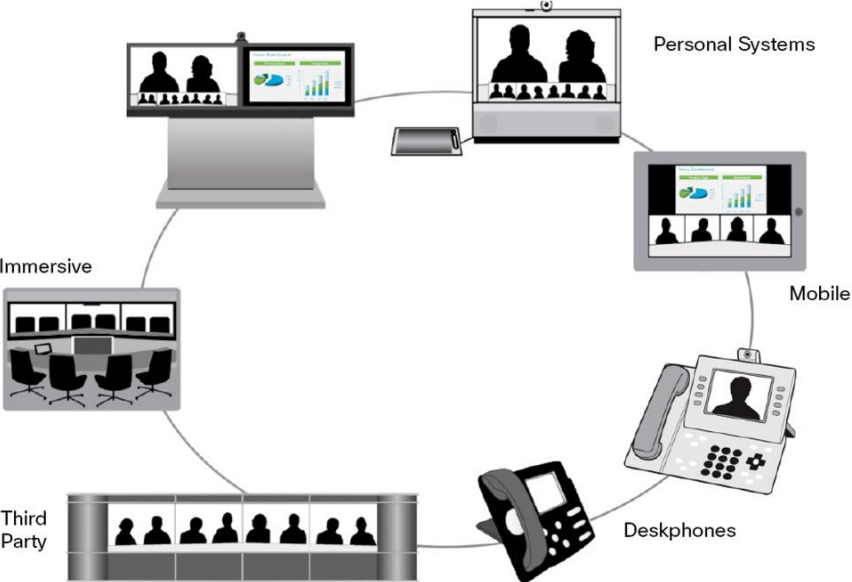 Personal Systems
Immersive
Mobile
Third
Party
Deskphones